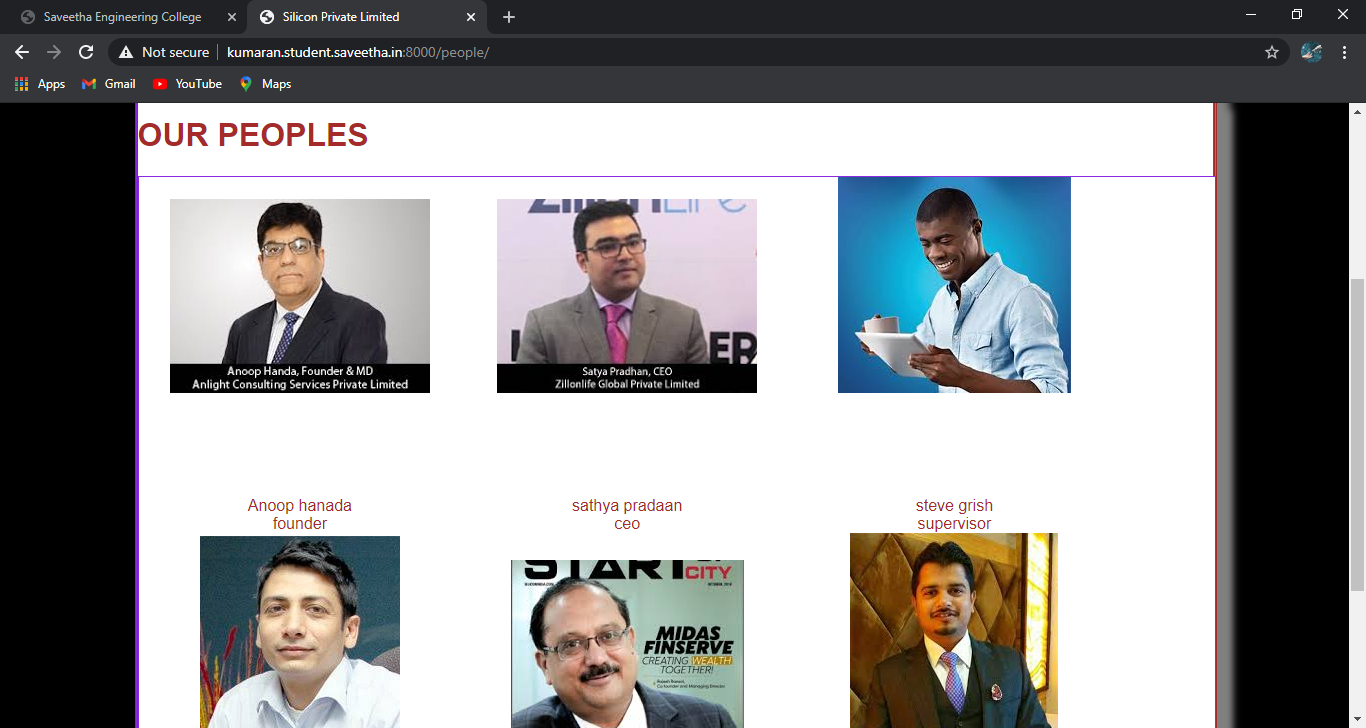 Saveetha Engineering College
Silicon Private Limited
Not secure
kumaran.student.saveetha.in:8000/people/
Apps
Gmail
YouTube
Maps
OUR PEOPLES
Anoop Handa, Founder & MD
Anlight Consulting Services Private Limited
Satya Pradhan, CEO
Zillonlife Global Private Limited
Anoop hanada
founder
sathya pradaan
ceo
steve grish
supervisor
START
CITY
MIDAS
FINSERVE
CREATING WEALTH
TOGETHER!